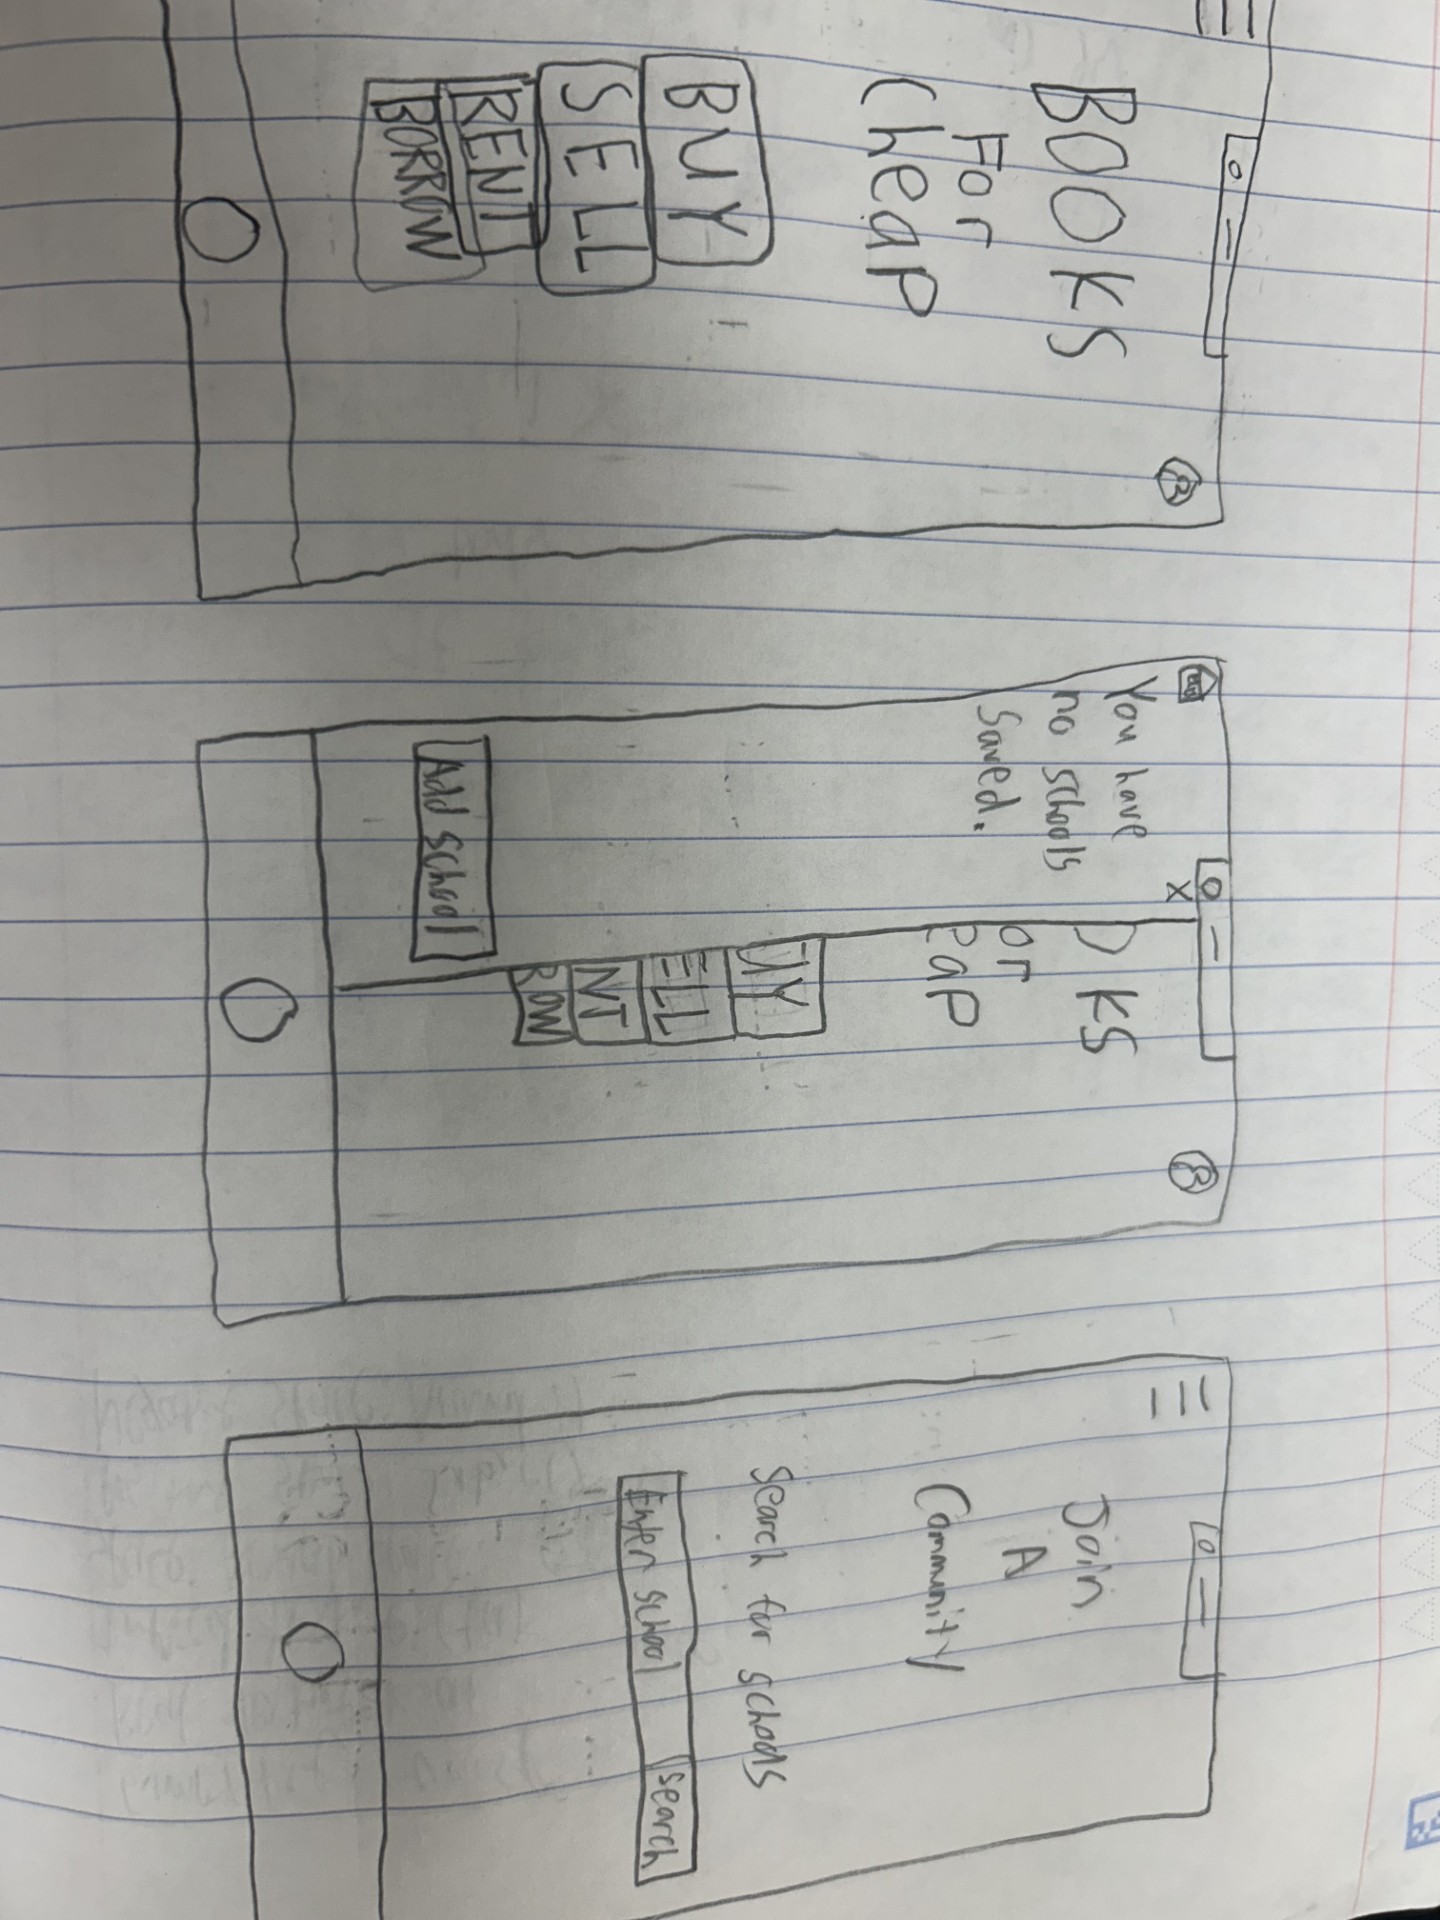 BOOKS
For
Cheap
BUY
SELL
RENT
BORROW
X
You have
no schools
Saved.
Add school
OKS
or
eap
UY
ELL
NT
ROW
Join
A
Community
Search for schools
Enter school
Search